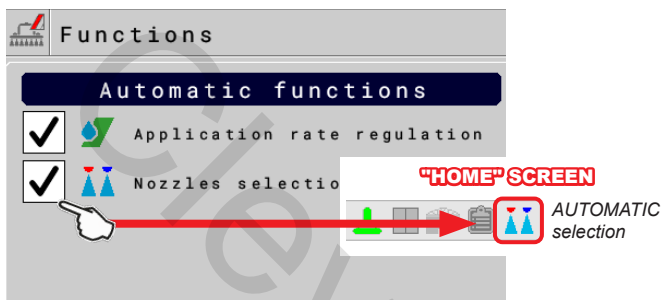 Functions
Automatic functions
Application rate regulation
Nozzles selectio
"HOME" SCREEN
AUTOMATIC
selection